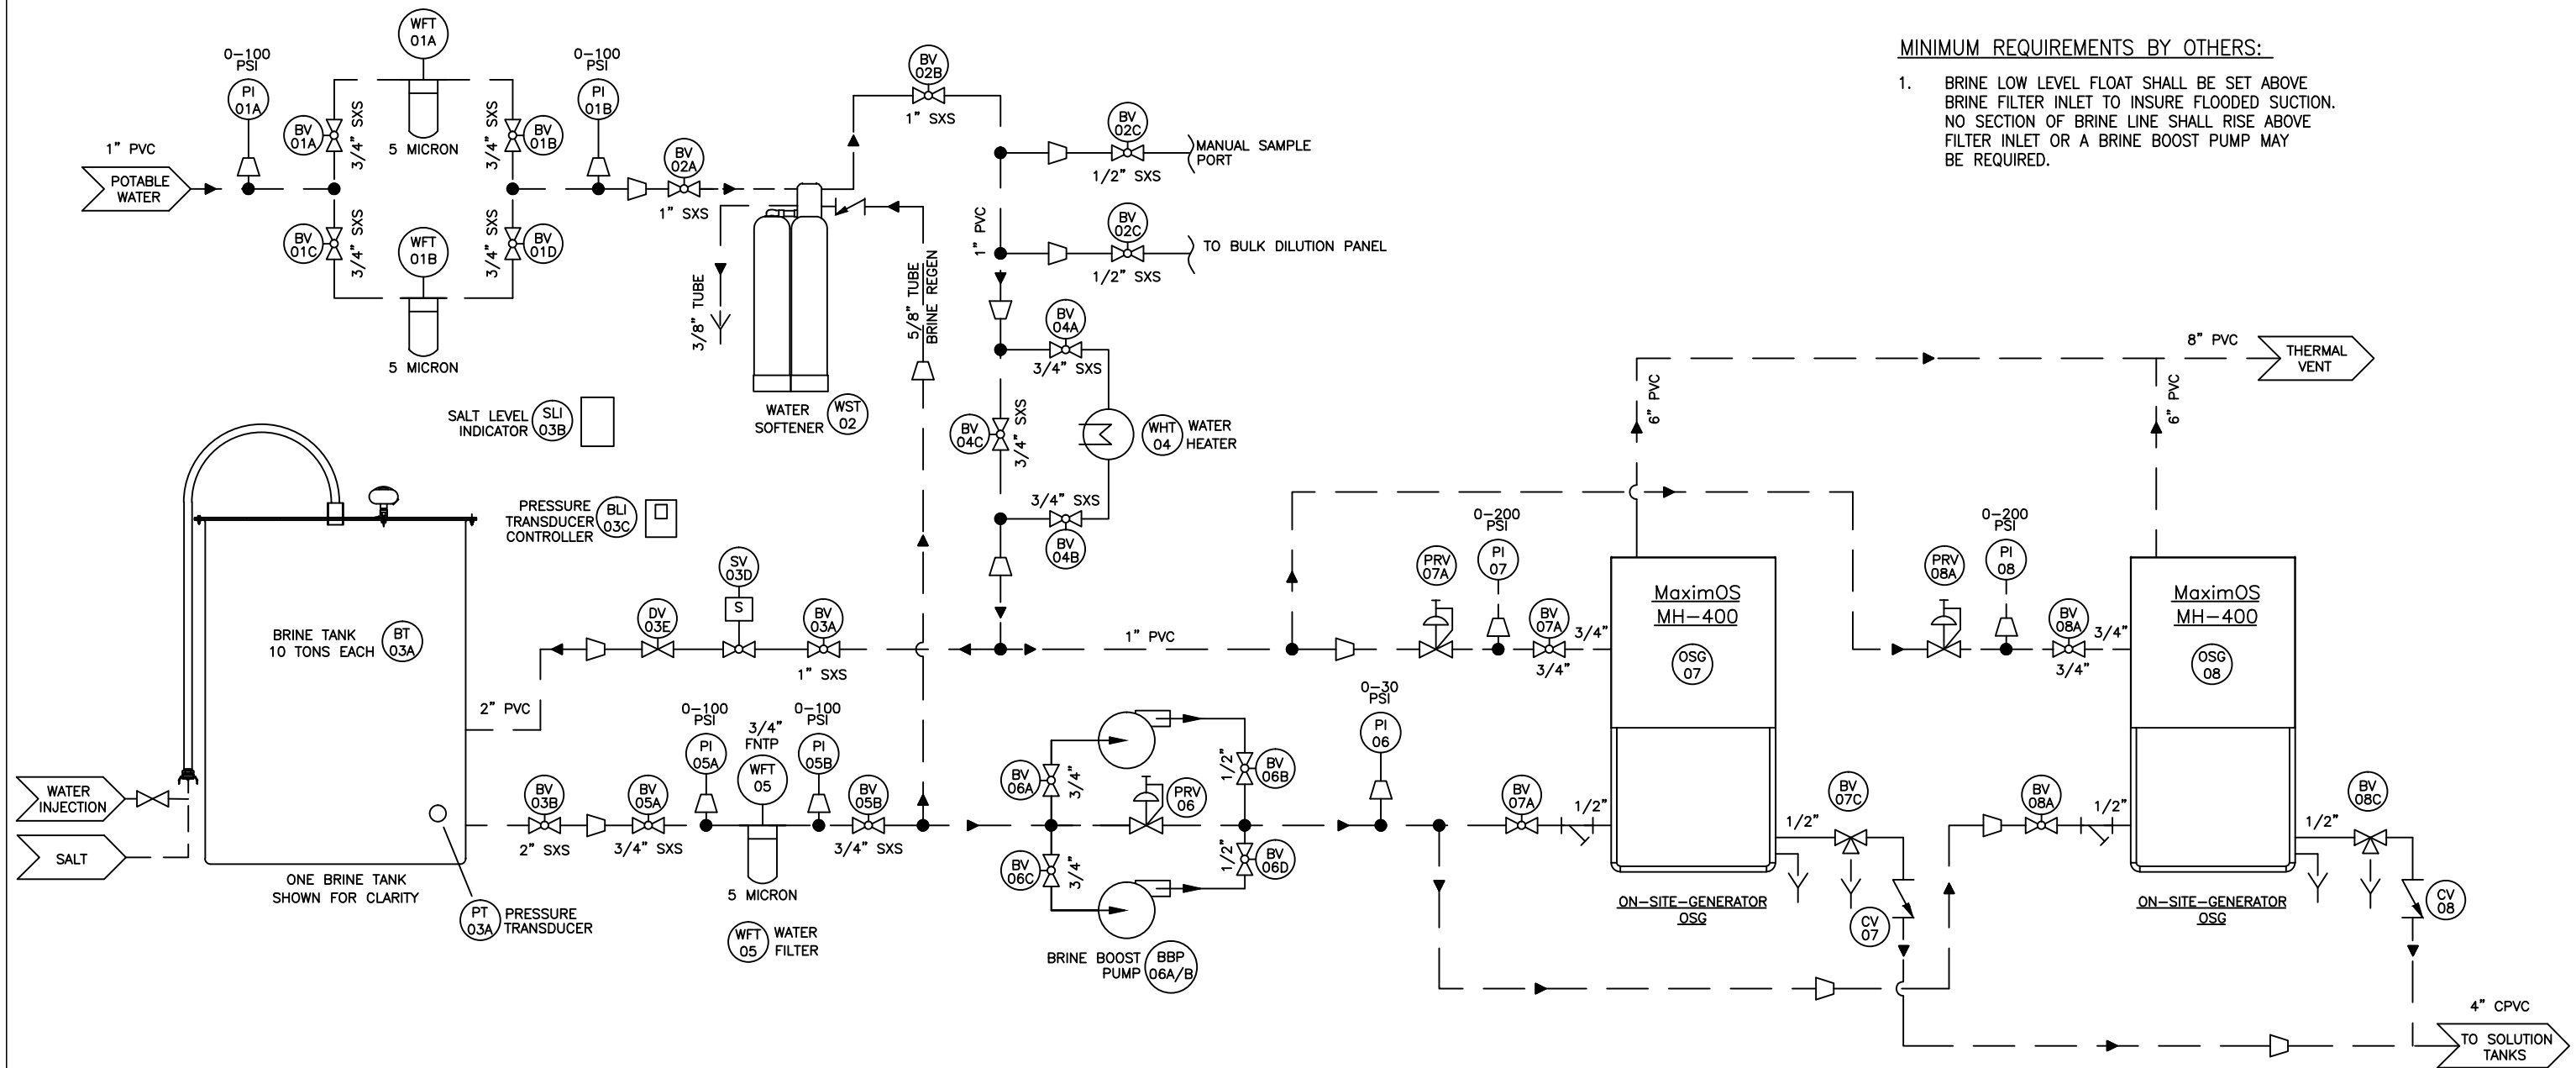 MINIMUM REQUIREMENTS BY OTHERS:
1. BRINE LOW LEVEL FLOAT SHALL BE SET ABOVE
BRINE FILTER INLET TO INSURE FLOODED SUCTION.
NO SECTION OF BRINE LINE SHALL RISE ABOVE
FILTER INLET OR A BRINE BOOST PUMP MAY
BE REQUIRED.
1" PVC
POTABLE
WATER
0-100
PSI
PI
01A
WFT
01A
5 MICRON
BV
01A
3/4" SXS
3/4" SXS
BV
01B
BV
01C
3/4" SXS
WFT
01B
5 MICRON
3/4" SXS
BV
01D
0-100
PSI
PI
01B
BV
02A
1" SXS
3/8" TUBE
WATER
SOFTENER
WST
02
5/8" TUBE
BRINE REGEN
BV
02B
1" SXS
1" PVC
BV
02C
1/2" SXS
MANUAL SAMPLE
PORT
BV
02C
1/2" SXS
TO BULK DILUTION PANEL
BV
04A
3/4" SXS
BV
04C
3/4" SXS
WHT
04
WATER
HEATER
3/4" SXS
BV
04B
SALT LEVEL
INDICATOR
SLI
03B
PRESSURE
TRANSDUCER
CONTROLLER
BLI
03C
BRINE TANK
10 TONS EACH
BT
03A
WATER
INJECTION
SALT
ONE BRINE TANK
SHOWN FOR CLARITY
PT
03A
PRESSURE
TRANSDUCER
2" PVC
DV
03E
SV
03D
S
BV
03A
1" SXS
1" PVC
BV
03B
2" SXS
BV
05A
3/4" SXS
0-100
PSI
PI
05A
3/4"
FNTP
WFT
05
5 MICRON
WFT
05
WATER
FILTER
0-100
PSI
PI
05B
BV
05B
3/4" SXS
BV
06A
3/4"
BV
06C
3/4"
PRV
06
1/2"
BV
06B
1/2"
BV
06D
BRINE BOOST
PUMP
BBP
06A/B
0-30
PSI
PI
06
PRV
07A
0-200
PSI
PI
07
BV
07A
3/4"
3/4"
BV
07A
1/2"
6" PVC
MaximOS
MH-400
OSG
07
ON-SITE-GENERATOR
OSG
1/2"
BV
07C
CV
07
PRV
08A
0-200
PSI
PI
08
BV
08A
3/4"
3/4"
BV
08A
1/2"
6" PVC
8" PVC
THERMAL
VENT
MaximOS
MH-400
OSG
08
ON-SITE-GENERATOR
OSG
1/2"
BV
08C
CV
08
4" CPVC
TO SOLUTION
TANKS